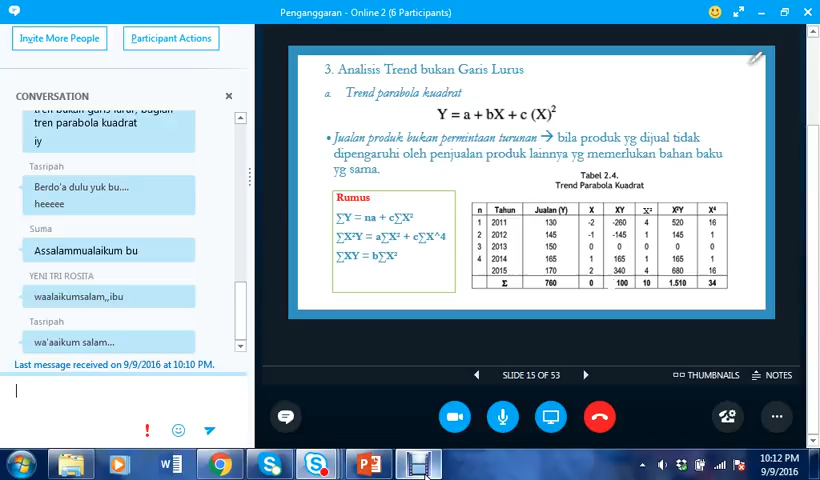 Penganggaran - Online 2 (6 Participants)
Invite More People
Participant Actions
CONVERSATION
tren bukan garis lurur, bagian
tren parabola kuadrat
iy
Tasripah
Berdo'a dulu yuk bu....
heeeee
Suma
Assalammualaikum bu
YENI TRI ROSITA
waalaikumsalam,,ibu
Tasripah
wa'aaikum salam...
Last message received on 9/9/2016 at 10:10 PM.
3. Analisis Trend bukan Garis Lurus
a. Trend parabola kuadrat
Y = a + bX + c (X)²
• Jualan produk bukan permintaan turunan → bila produk yg dijual tidak
dipengaruhi oleh penjualan produk lainnya yg memerlukan bahan baku
yg sama.
Rumus
∑Y = na + c∑X²
∑X²Y = a∑X² + c∑X^4
∑XY = b∑X²
Tabel 2.4.
Trend Parabola Kuadrat
n Tahun Jualan (Y) X XY X² X²Y X⁴
1 2011 130 -2 -260 4 520 16
2 2012 145 -1 -145 1 145 1
3 2013 150 0 0 0 0 0
4 2014 165 1 165 1 165 1
2015 170 2 340 4 680 16
Σ 760 0 100 10 1.510 34
SLIDE 15 OF 53
THUMBNAILS
NOTES
10:12 PM
9/9/2016